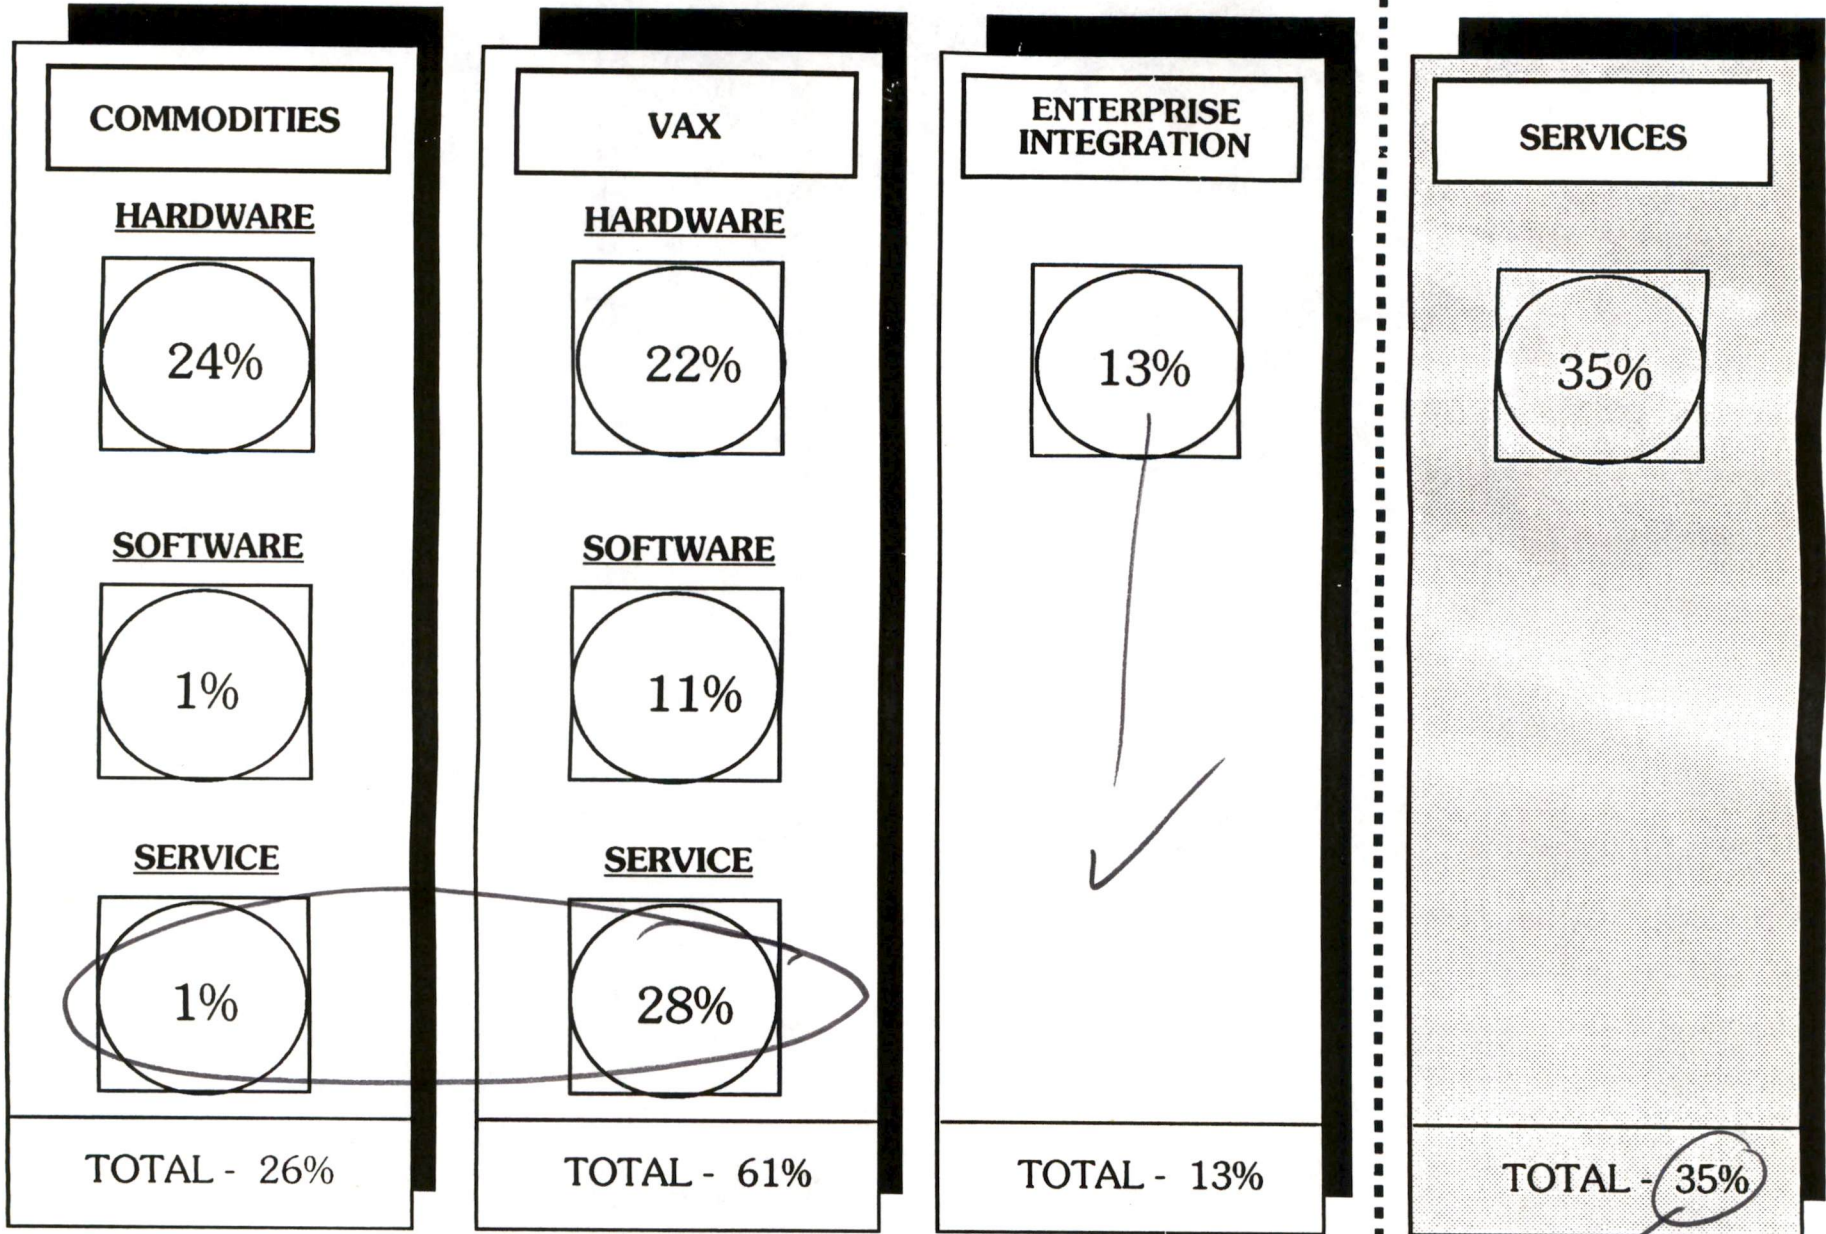 COMMODITIES
HARDWARE
24%
SOFTWARE
1%
SERVICE
1%
TOTAL - 26%
VAX
HARDWARE
22%
SOFTWARE
11%
SERVICE
28%
TOTAL - 61%
ENTERPRISE
INTEGRATION
13%
TOTAL - 13%
SERVICES
35%
TOTAL - 35%